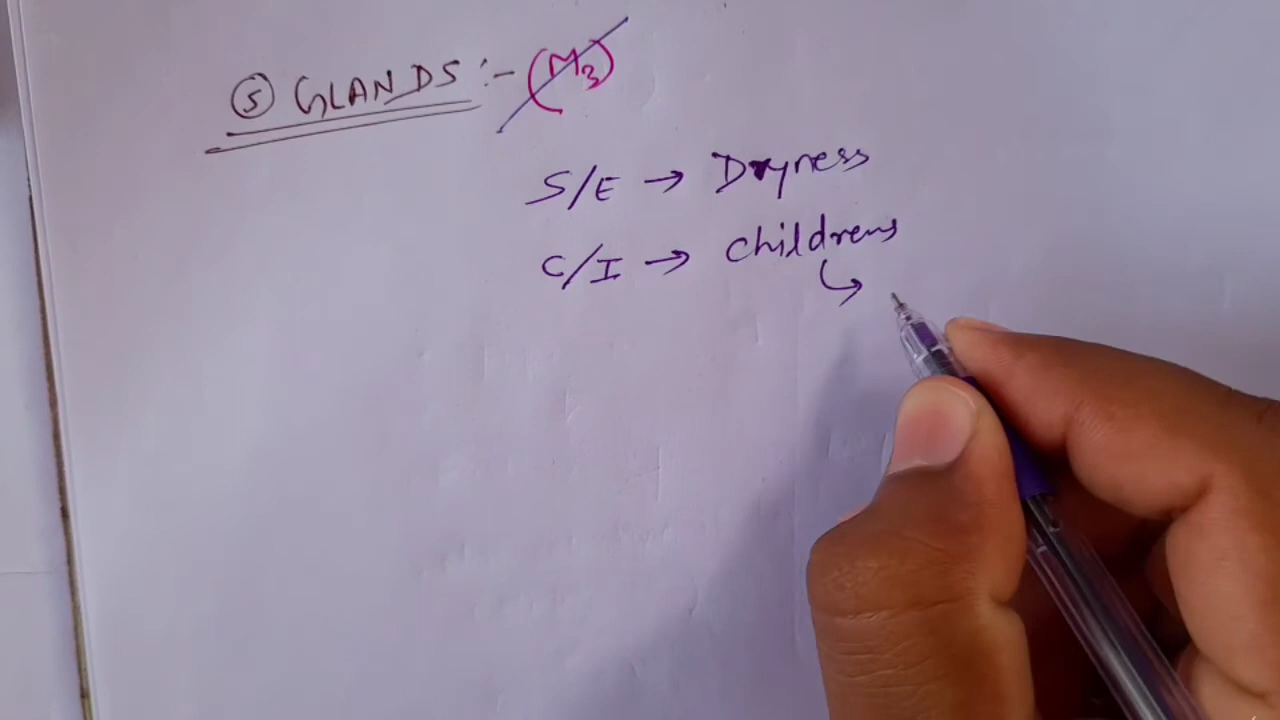 ⑤ GLANDS :- (M3)
S/E → Dryness
C/I → Childrens
↳